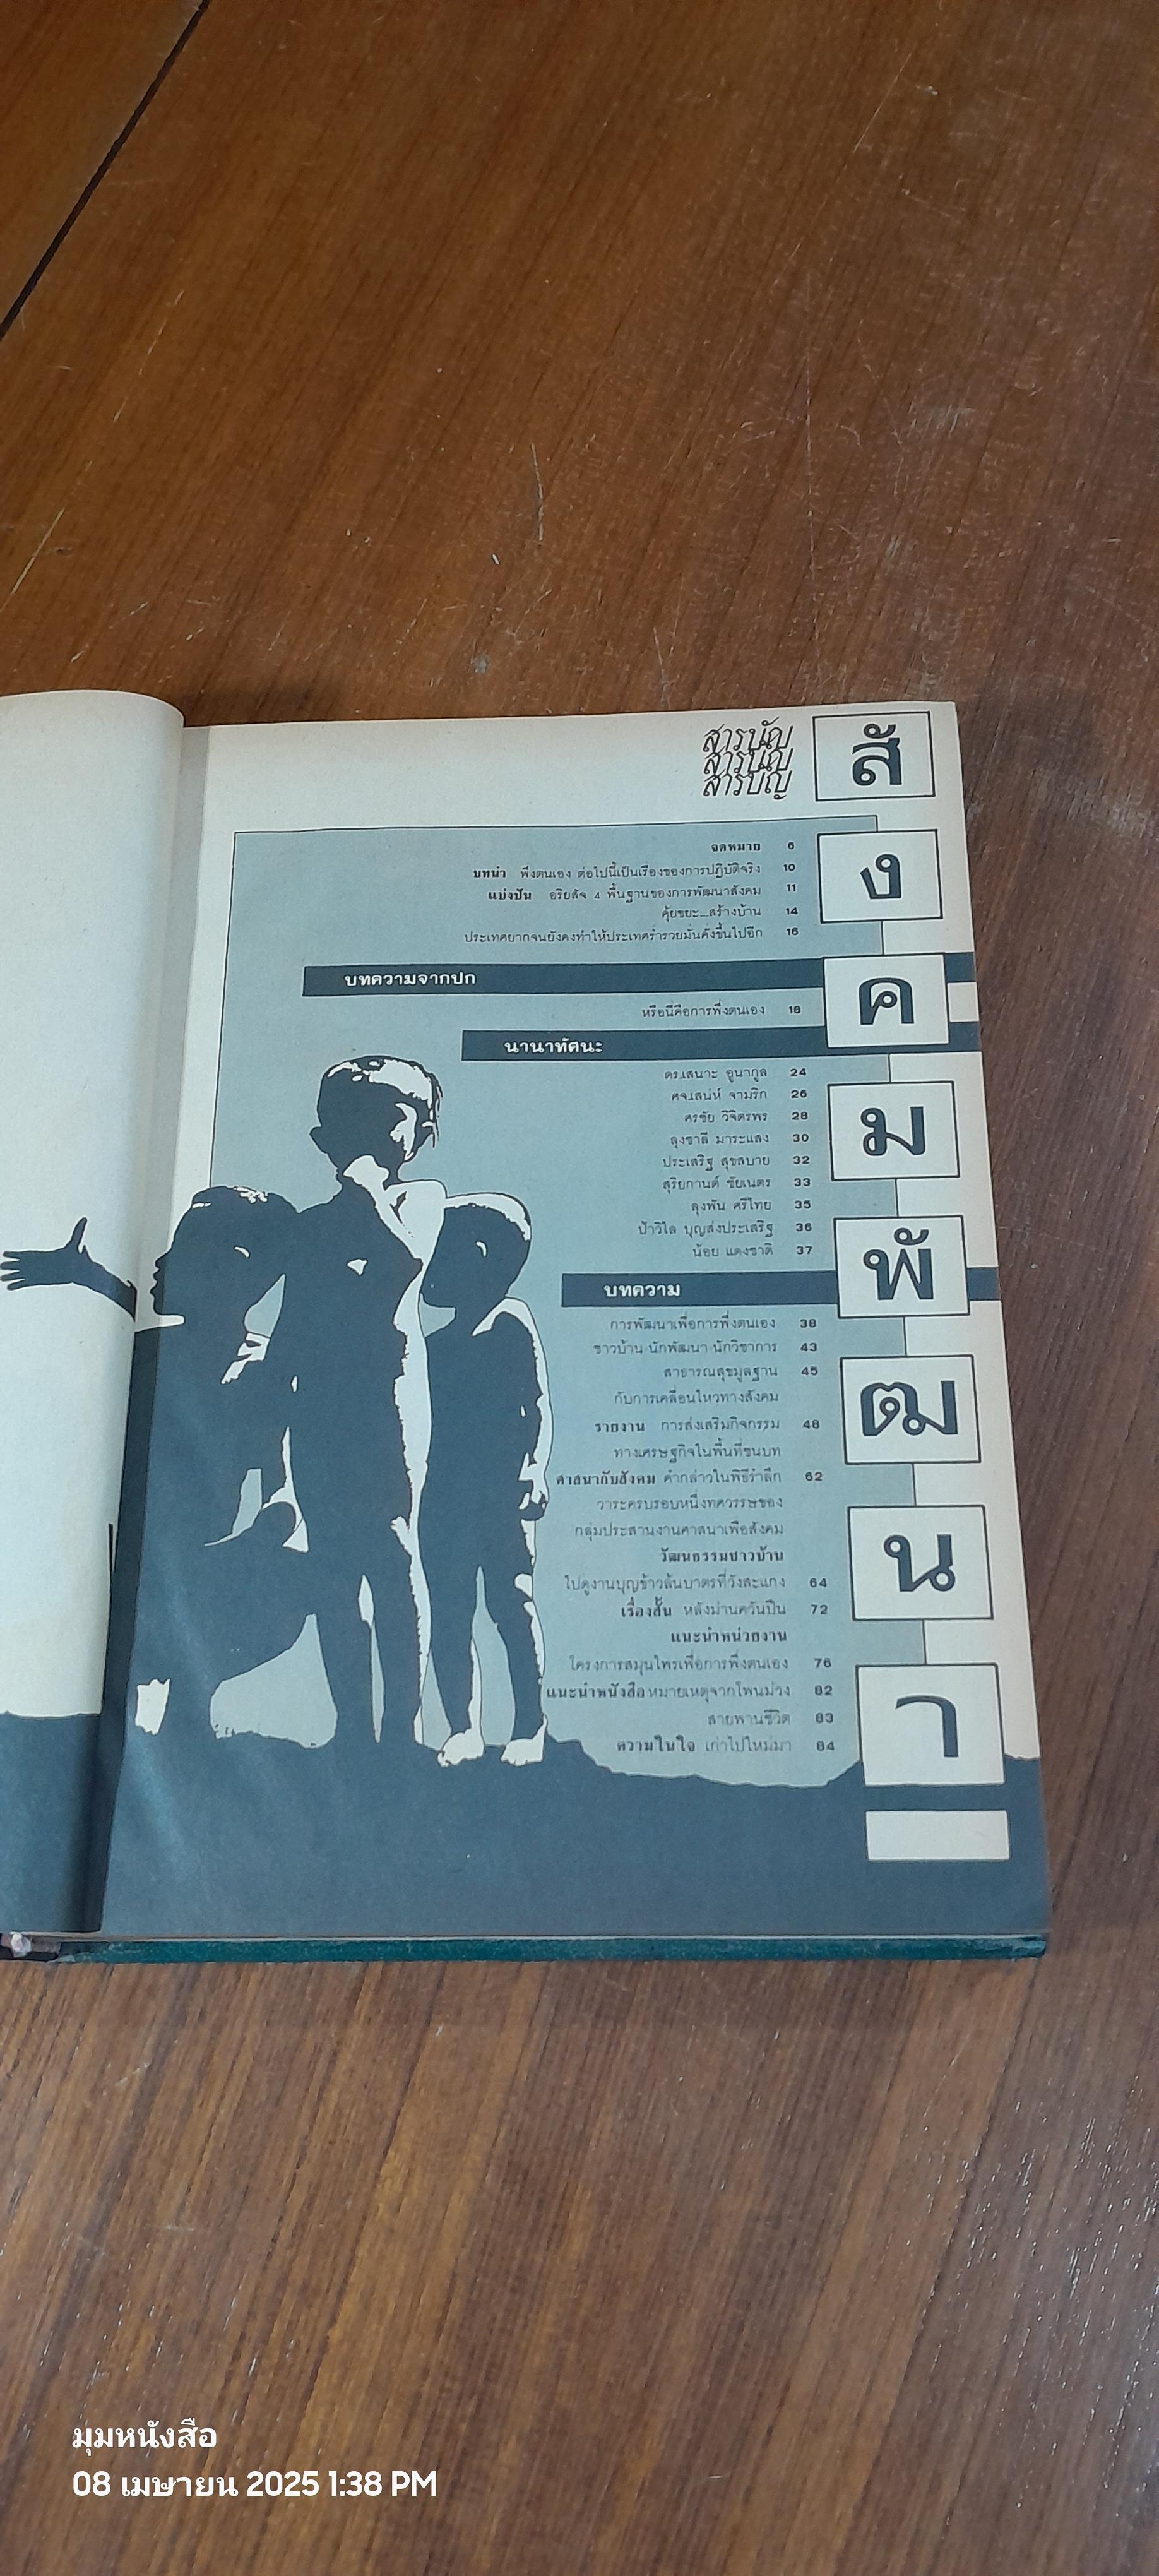 สารบัญ
สารบัญ
สารบัญ
สังคมพัฒนา
จดหมาย 6
บทนำ พึ่งตนเอง ต่อไปนี้เป็นเรื่องของการปฏิบัติจริง 10
แบ่งปัน อริยสัจ 4 พื้นฐานของการพัฒนาสังคม 11
คุ้ยขยะ...สร้างบ้าน 14
ประเทศยากจนยังคงทำให้ประเทศร่ำรวยมั่นคั่งขึ้นไปอีก 16
บทความจากปก
หรือนี่คือการพึ่งตนเอง 18
นานาทัศนะ
ดร.เสนาะ อูนากูล 24
ศจ.เสน่ห์ จามริก 26
ศรชัย วิจิตรพร 28
ลุงชาลี มาระแสง 30
ประเสริฐ สุขสบาย 32
สุริยกานต์ ชัยเนตร 33
ลุงพัน ศรีไทย 35
ป้าวิไล บุญส่งประเสริฐ 36
น้อย แดงชาติ 37
บทความ
การพัฒนาเพื่อการพึ่งตนเอง 38
ชาวบ้าน นักพัฒนา นักวิชาการ 43
สาธารณสุขมูลฐาน 45
กับการเคลื่อนไหวทางสังคม
รายงาน การส่งเสริมกิจกรรม 48
ทางเศรษฐกิจในพื้นที่ชนบท
ศาสนากับสังคม คำกล่าวในพิธีรำลึก 62
วาระครบรอบหนึ่งทศวรรษของ
กลุ่มประสานงานศาสนาเพื่อสังคม
วัฒนธรรมชาวบ้าน
ไปดูงานบุญข้าวล้นบาตรที่วังสะแกง 64
เรื่องสั้น หลังม่านควันปืน 72
แนะนำหน่วยงาน
โครงการสมุนไพรเพื่อการพึ่งตนเอง 76
แนะนำหนังสือ หมายเหตุจากโพนม่วง 82
สายพานชีวิต 83
ความในใจ เก่าไปใหม่มา 84
มุมหนังสือ
08 เมษายน 2025 1:38 PM